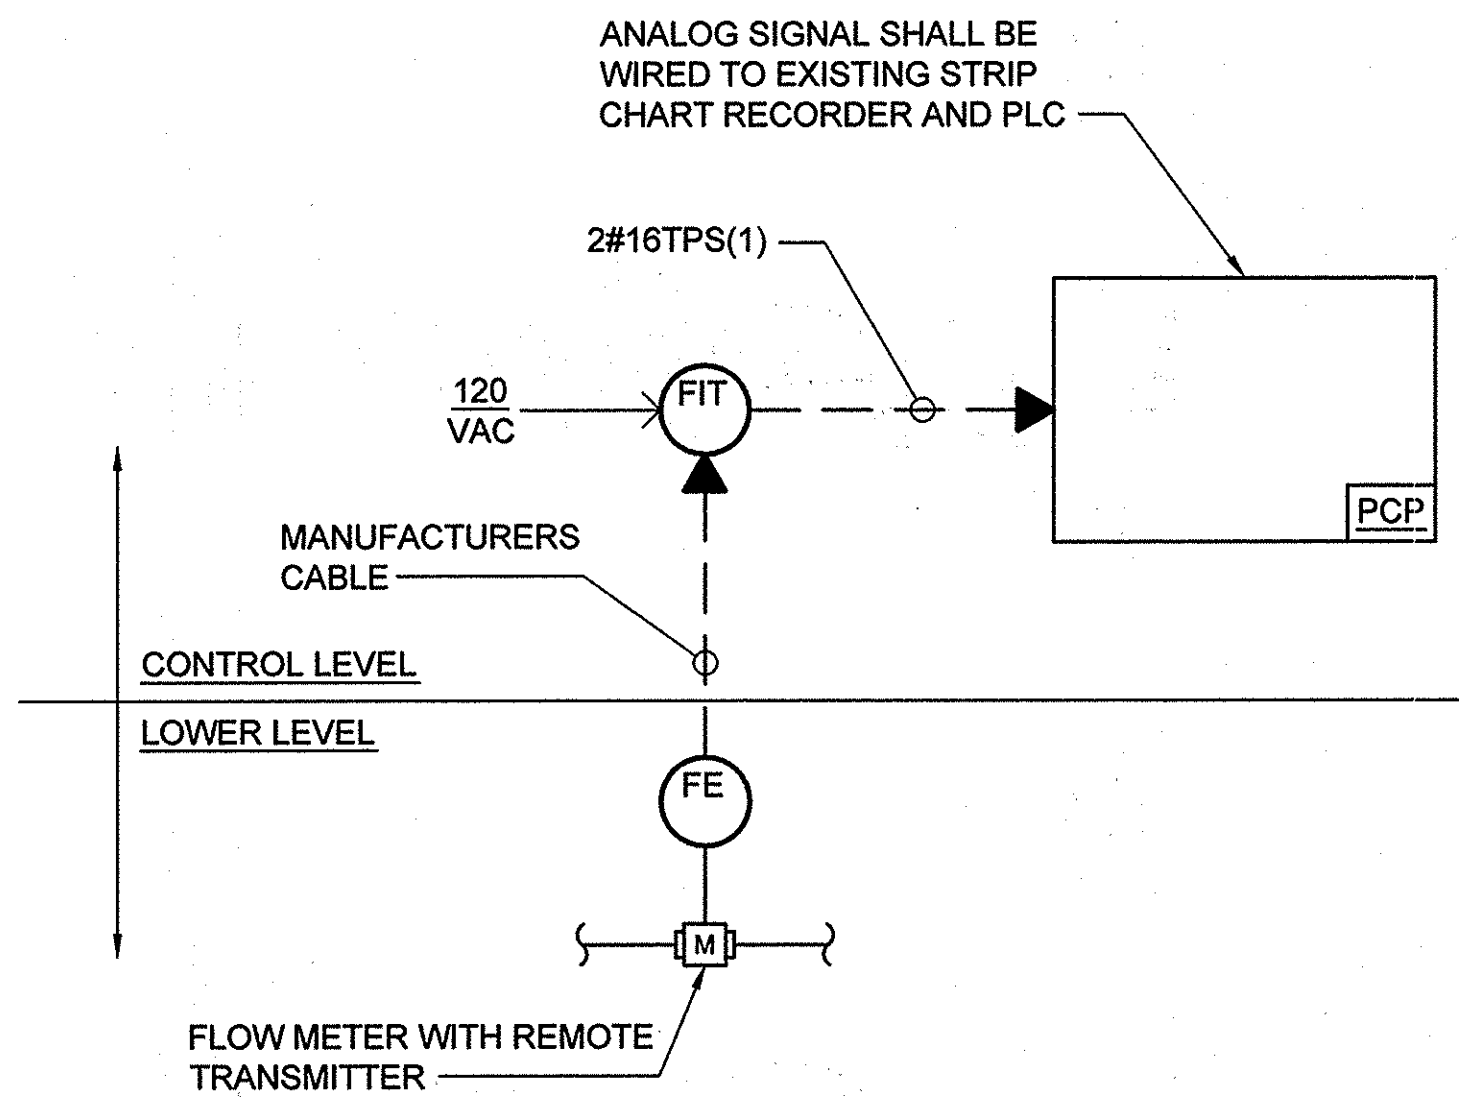 ANALOG SIGNAL SHALL BE
WIRED TO EXISTING STRIP
CHART RECORDER AND PLC
2#16TPS(1)
120
VAC
FIT
PCP
MANUFACTURERS
CABLE
CONTROL LEVEL
LOWER LEVEL
FE
M
FLOW METER WITH REMOTE
TRANSMITTER